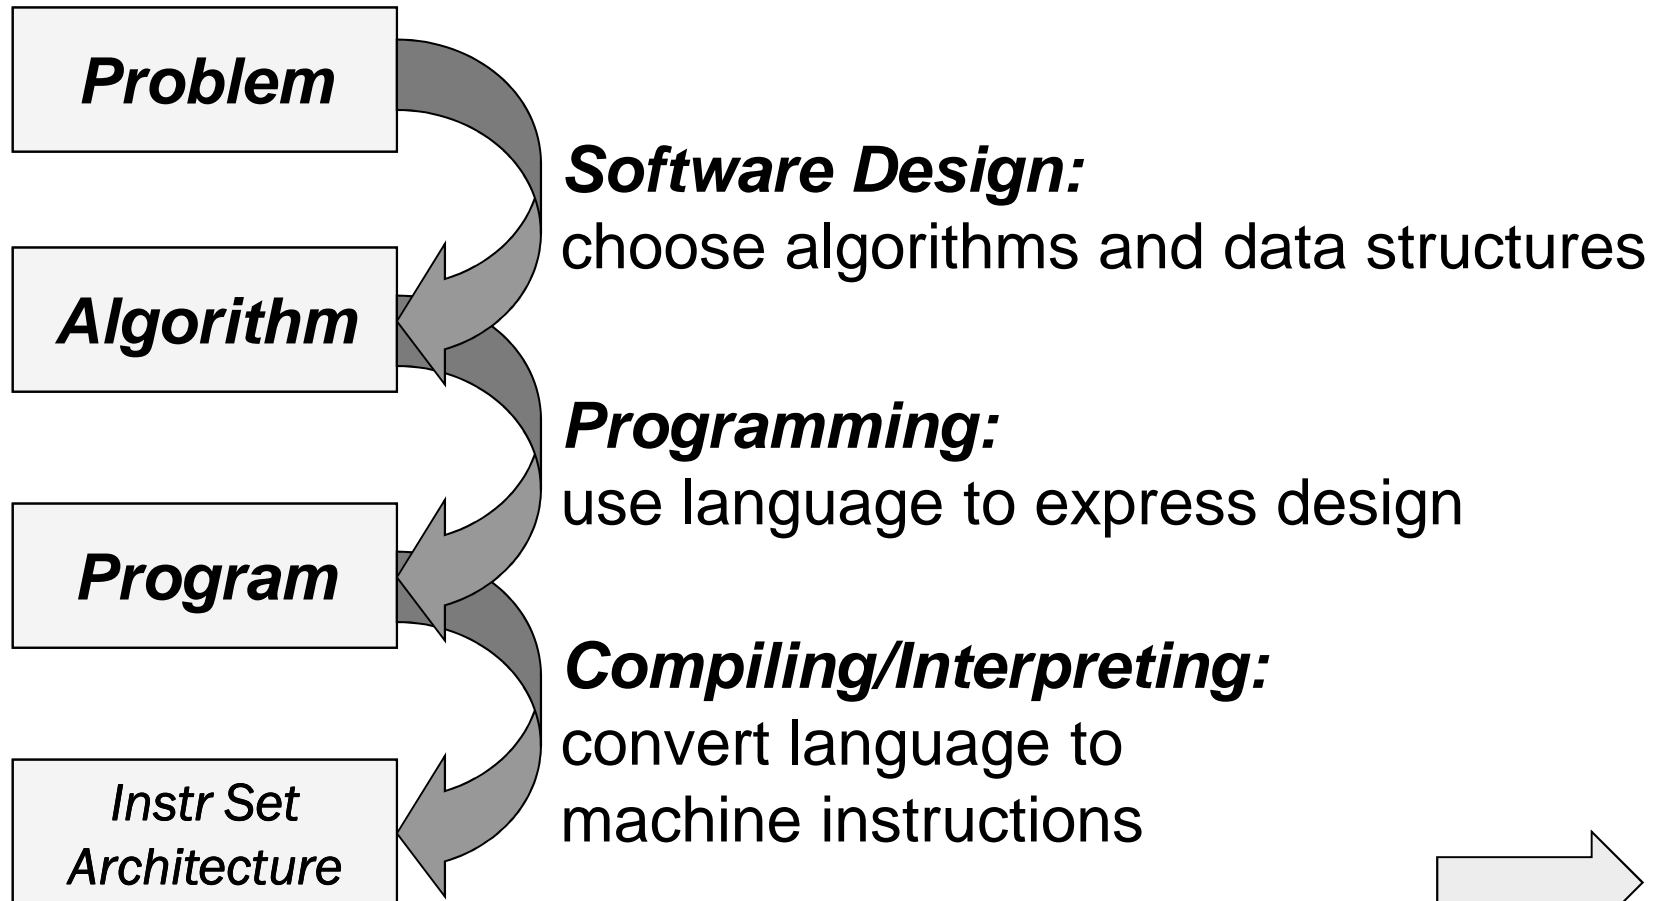 Problem
Software Design:
choose algorithms and data structures
Algorithm
Programming:
use language to express design
Program
Compiling/Interpreting:
convert language to
machine instructions
Instr Set
Architecture